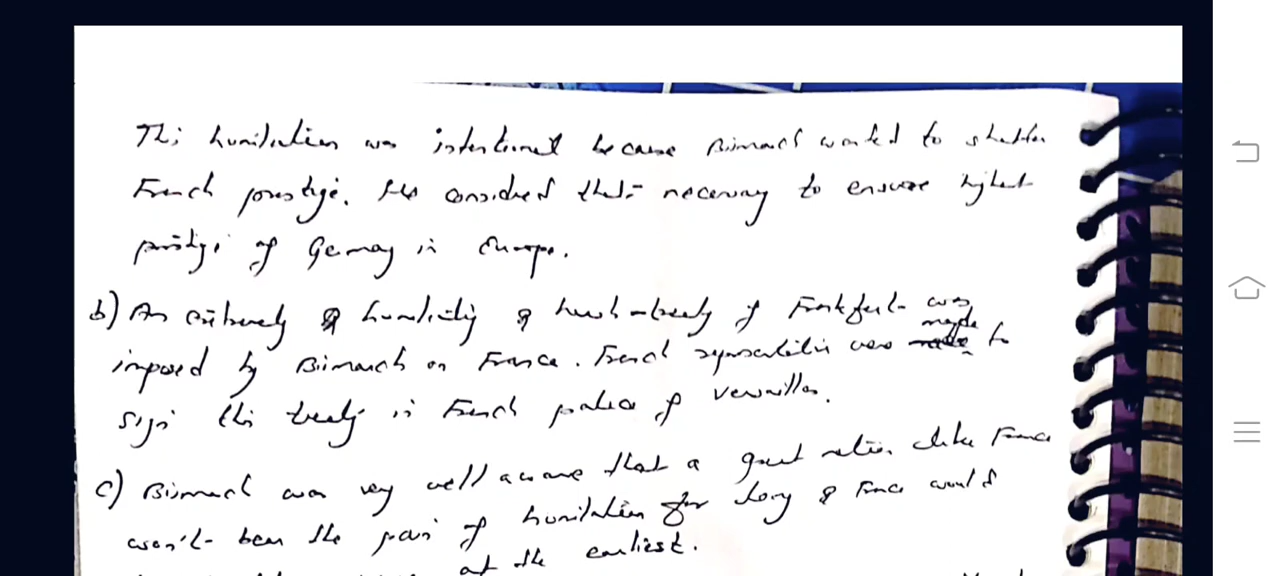 This humiliation was intentional because Bismarck wanted to shatter
French prestige. He considered that necessary to ensure highest
prestige of Germany in Europe.
b) An extremely humiliating & harsh treaty of Frankfurt was
imposed by Bismarck on France. French representatives were made to
sign this treaty in French palace of Versailles.
c) Bismarck was very well aware that a great nation like France
won't bear the pain of humiliation for long & France would
at the earliest.